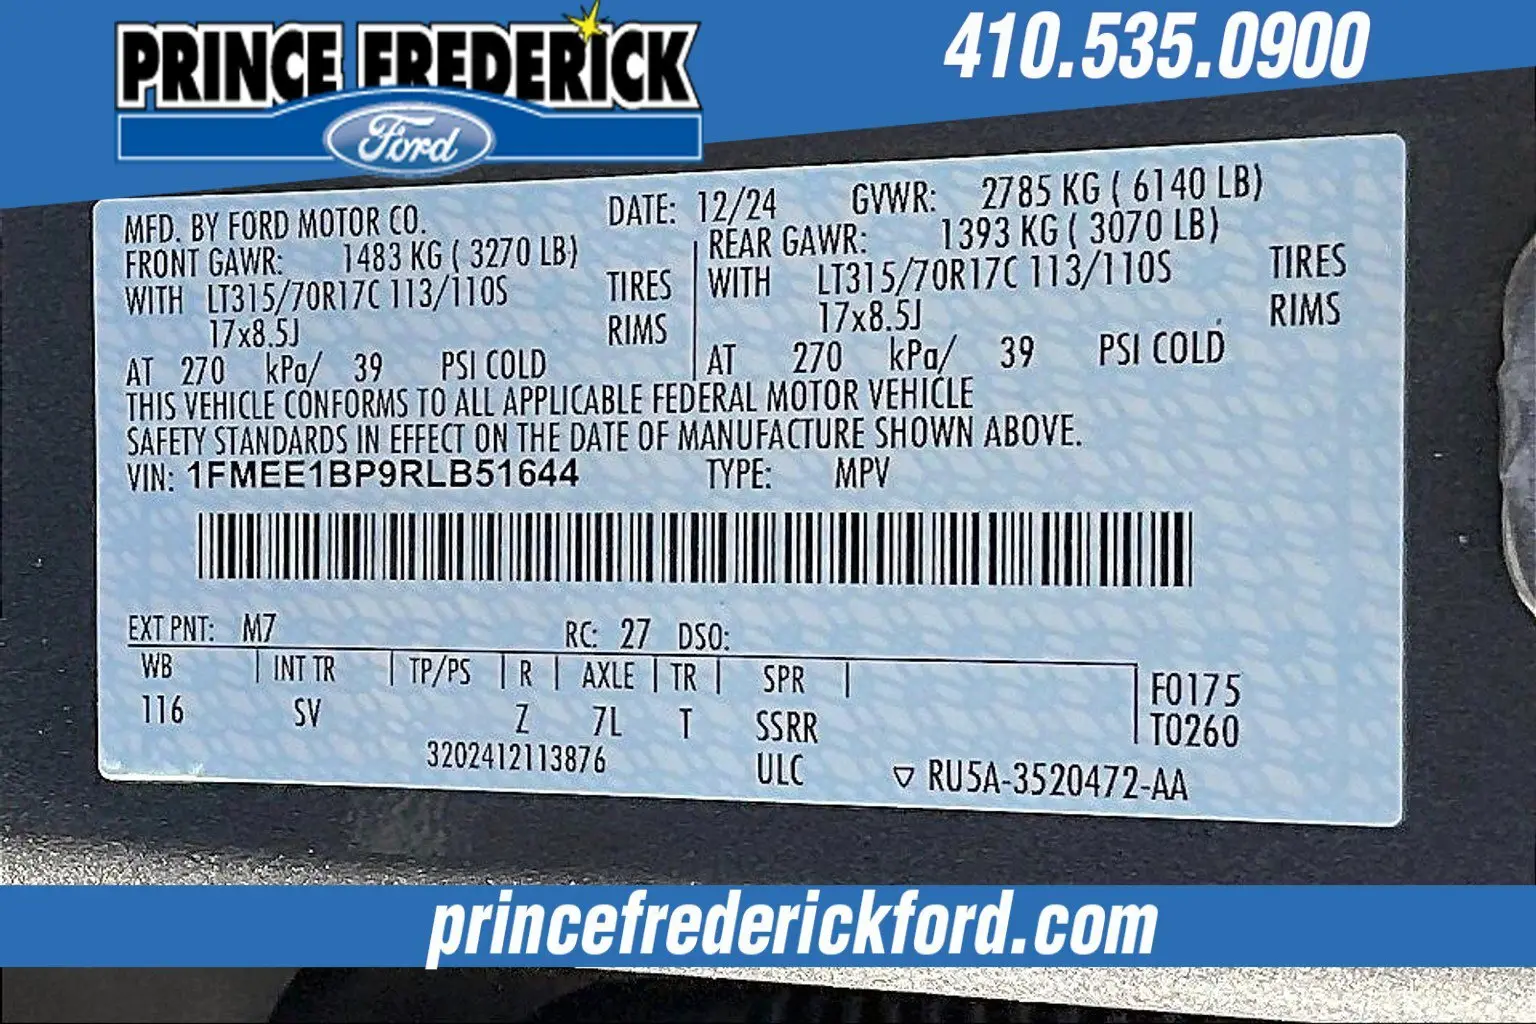 PRINCE FREDERICK
Ford
410.535.0900
MFD. BY FORD MOTOR CO. DATE: 12/24 GVWR: 2785 KG ( 6140 LB)
FRONT GAWR: 1483 KG ( 3270 LB) REAR GAWR: 1393 KG ( 3070 LB)
WITH LT315/70R17C 113/110S TIRES WITH LT315/70R17C 113/110S TIRES
17x8.5J RIMS 17x8.5J RIMS
AT 270 kPa/ 39 PSI COLD AT 270 kPa/ 39 PSI COLD
THIS VEHICLE CONFORMS TO ALL APPLICABLE FEDERAL MOTOR VEHICLE
SAFETY STANDARDS IN EFFECT ON THE DATE OF MANUFACTURE SHOWN ABOVE.
VIN: 1FMEE1BP9RLB51644 TYPE: MPV
EXT PNT: M7 RC: 27 DSO:
WB INT TR TP/PS R AXLE TR SPR F0175
116 SV Z 7L T SSRR T0260
3202412113876 ULC ▽ RU5A-3520472-AA
princefrederickford.com